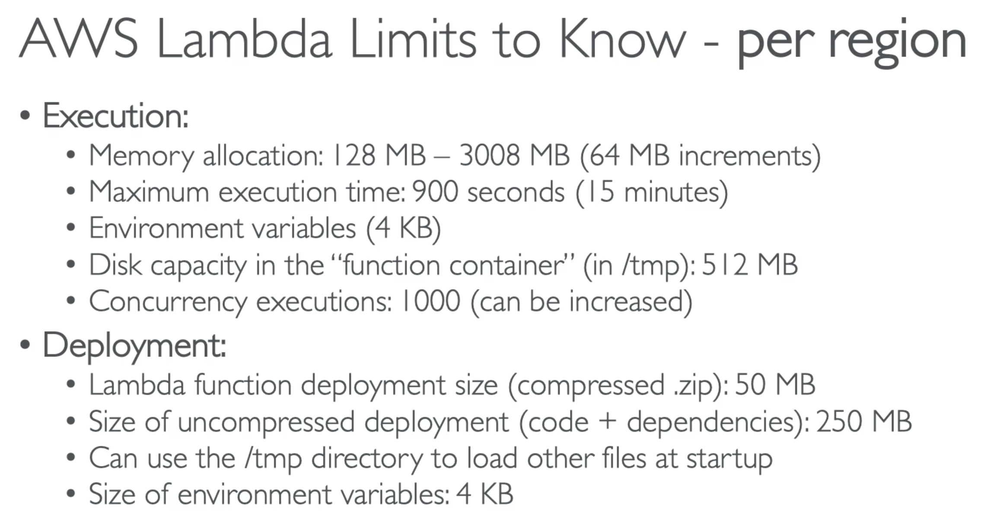 AWS Lambda Limits to Know - per region
• Execution:
• Memory allocation: 128 MB – 3008 MB (64 MB increments)
• Maximum execution time: 900 seconds (15 minutes)
• Environment variables (4 KB)
• Disk capacity in the “function container” (in /tmp): 512 MB
• Concurrency executions: 1000 (can be increased)
• Deployment:
• Lambda function deployment size (compressed .zip): 50 MB
• Size of uncompressed deployment (code + dependencies): 250 MB
• Can use the /tmp directory to load other files at startup
• Size of environment variables: 4 KB